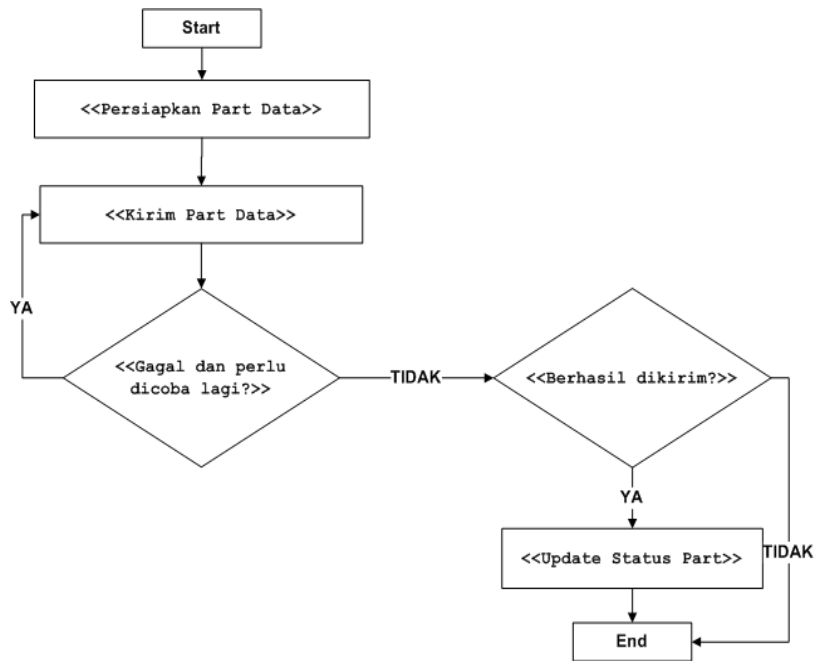 Start
<<Persiapkan Part Data>>
<<Kirim Part Data>>
YA
<<Gagal dan perlu
dicoba lagi?>>
TIDAK
<<Berhasil dikirim?>>
YA
<<Update Status Part>>
TIDAK
End